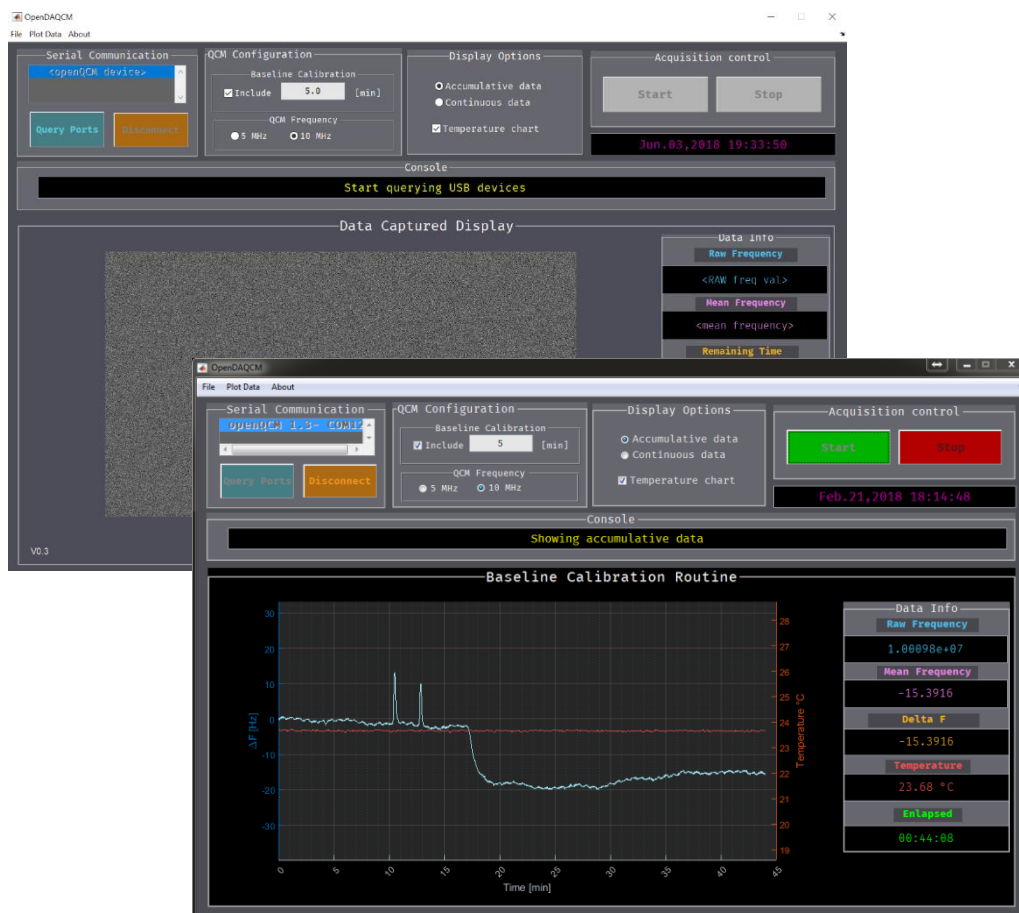 OpenDAQCM
File Plot Data About
Serial Communication
<openQCM device>
Query Ports Disconnect
QCM Configuration
Baseline Calibration
Include 5.0 [min]
QCM Frequency
5 MHz 10 MHz
Display Options
Accumulative data
Continuous data
Temperature chart
Acquisition control
Start Stop
Jun.03,2018 19:33:50
Console
Start querying USB devices
Data Captured Display
Data Info
Raw Frequency
<RAW freq val>
Mean Frequency
<mean frequency>
Remaining Time
V0.3
OpenDAQCM
File Plot Data About
Serial Communication
openQCM 1.3- COM12
Query Ports Disconnect
QCM Configuration
Baseline Calibration
Include 5 [min]
QCM Frequency
5 MHz 10 MHz
Display Options
Accumulative data
Continuous data
Temperature chart
Acquisition control
Start Stop
Feb.21,2018 18:14:48
Console
Showing accumulative data
Baseline Calibration Routine
30
20
10
0
-10
-20
-30
ΔF [Hz]
28
27
26
25
24
23
22
21
20
19
Temperature °C
0 5 10 15 20 25 30 35 40 45
Time [min]
Data Info
Raw Frequency
1.00098e+07
Mean Frequency
-15.3916
Delta F
-15.3916
Temperature
23.68 °C
Enlapsed
00:44:08